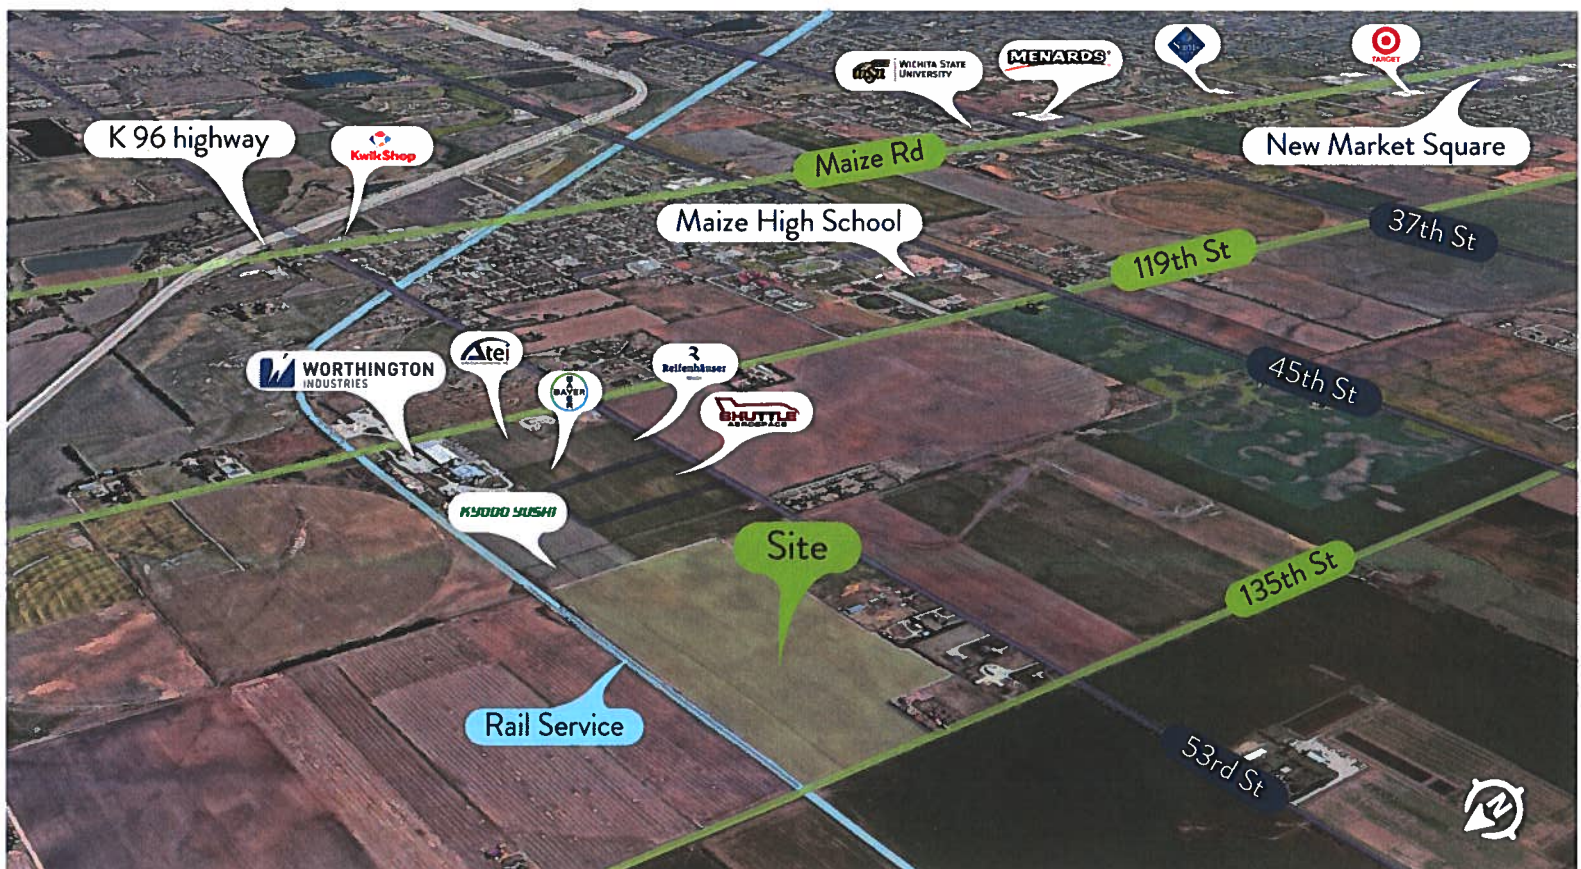 WICHITA STATE
UNIVERSITY
MENARDS
TARGET
K 96 highway
KwikShop
Maize Rd
New Market Square
Maize High School
37th St
119th St
WORTHINGTON
INDUSTRIES
Atei
Reifenhäuser
BAYER
BAYER
SHUTTLE
AEROSPACE
45th St
KYODO YUSHI
Site
135th St
Rail Service
53rd St
N